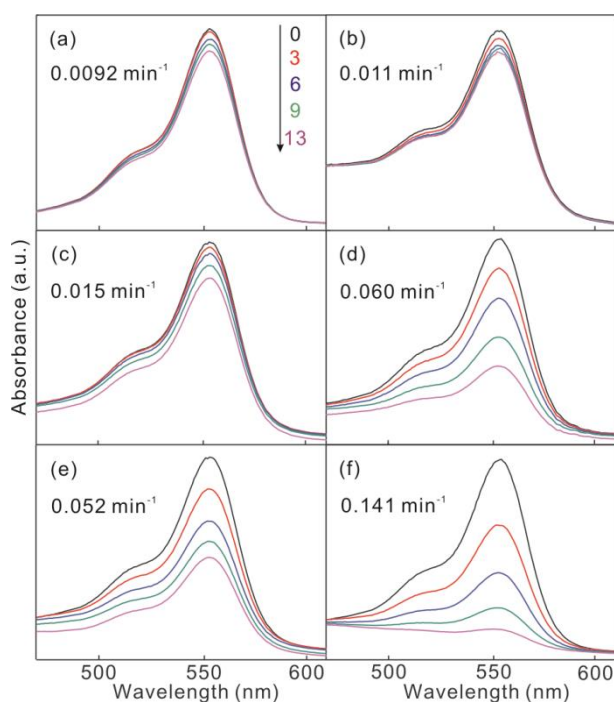 (a)
0.0092 min⁻¹
0
3
6
9
13
(b)
0.011 min⁻¹
(c)
0.015 min⁻¹
(d)
0.060 min⁻¹
(e)
0.052 min⁻¹
(f)
0.141 min⁻¹
Absorbance (a.u.)
500 550 600
500 550 600
Wavelength (nm)
Wavelength (nm)